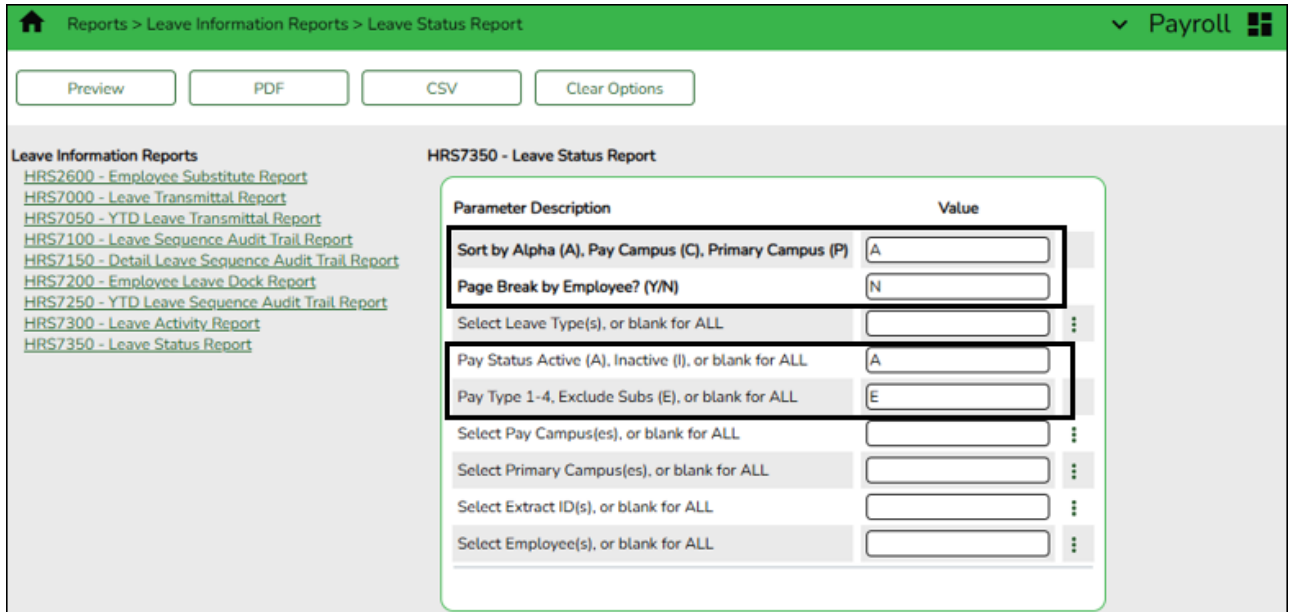 Reports > Leave Information Reports > Leave Status Report
Payroll
Preview
PDF
CSV
Clear Options
Leave Information Reports
HRS2600 - Employee Substitute Report
HRS7000 - Leave Transmittal Report
HRS7050 - YTD Leave Transmittal Report
HRS7100 - Leave Sequence Audit Trail Report
HRS7150 - Detail Leave Sequence Audit Trail Report
HRS7200 - Employee Leave Dock Report
HRS7250 - YTD Leave Sequence Audit Trail Report
HRS7300 - Leave Activity Report
HRS7350 - Leave Status Report
HRS7350 - Leave Status Report
Parameter Description Value
Sort by Alpha (A), Pay Campus (C), Primary Campus (P) A
Page Break by Employee? (Y/N) N
Select Leave Type(s), or blank for ALL
Pay Status Active (A), Inactive (I), or blank for ALL A
Pay Type 1-4, Exclude Subs (E), or blank for ALL E
Select Pay Campus(es), or blank for ALL
Select Primary Campus(es), or blank for ALL
Select Extract ID(s), or blank for ALL
Select Employee(s), or blank for ALL